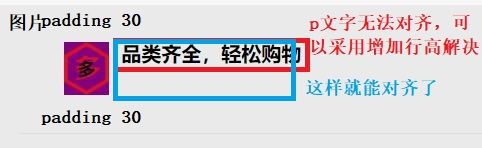 图片padding 30
多
品类齐全，轻松购物
p文字无法对齐，可
以采用增加行高解决
这样就能对齐了
padding 30